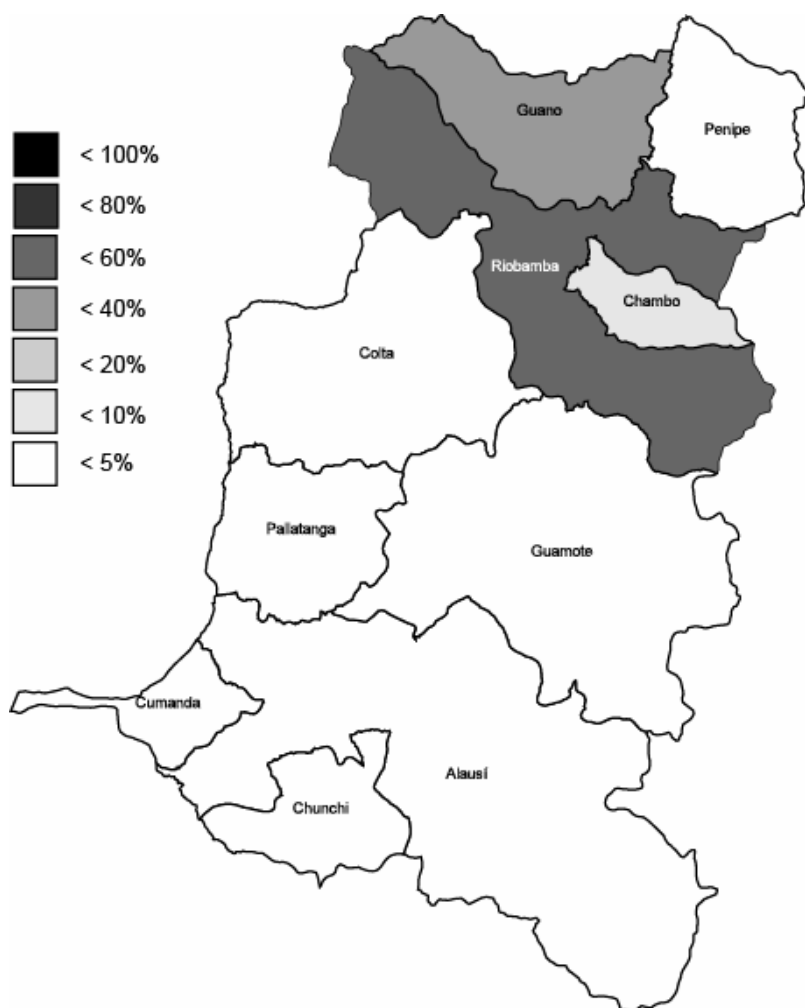 Guano
Penipe
< 100%
< 80%
< 60%
< 40%
< 20%
< 10%
< 5%
Riobamba
Chambo
Colta
Pallatanga
Guamote
Cumanda
Alausí
Chunchi